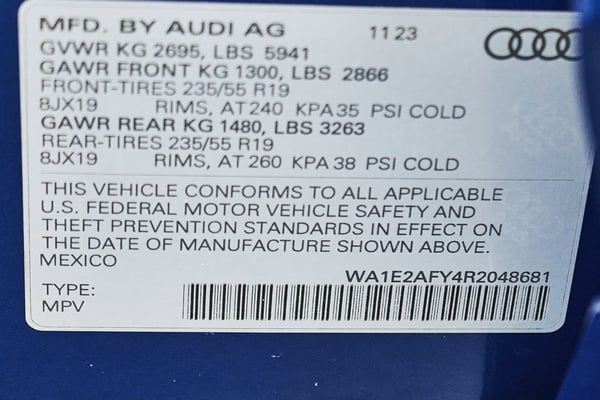 MFD. BY AUDI AG 11 23
GVWR KG 2695, LBS 5941
GAWR FRONT KG 1300, LBS 2866
FRONT-TIRES 235/55 R19
8JX19 RIMS, AT 240 KPA 35 PSI COLD
GAWR REAR KG 1480, LBS 3263
REAR-TIRES 235/55 R19
8JX19 RIMS, AT 260 KPA 38 PSI COLD
THIS VEHICLE CONFORMS TO ALL APPLICABLE
U.S. FEDERAL MOTOR VEHICLE SAFETY AND
THEFT PREVENTION STANDARDS IN EFFECT ON
THE DATE OF MANUFACTURE SHOWN ABOVE.
MEXICO
WA1E2AFY4R2048681
TYPE:
MPV